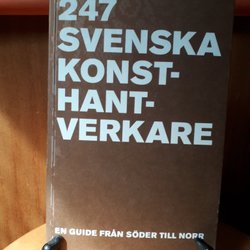 247
SVENSKA
KONST-
HANT-
VERKARE
EN GUIDE FRÅN SÖDER TILL NORR